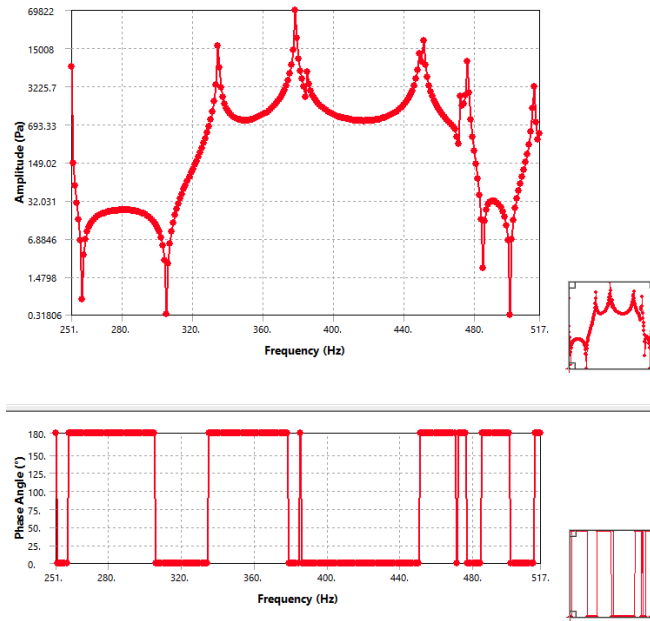 69822
15008
3225.7
693.33
149.02
32.031
6.8846
1.4798
0.31806
Amplitude (Pa)
251. 280. 320. 360. 400. 440. 480. 517.
Frequency (Hz)
180.
150.
125.
100.
75.
50.
25.
0.
Phase Angle (°)
251. 280. 320. 360. 400. 440. 480. 517.
Frequency (Hz)